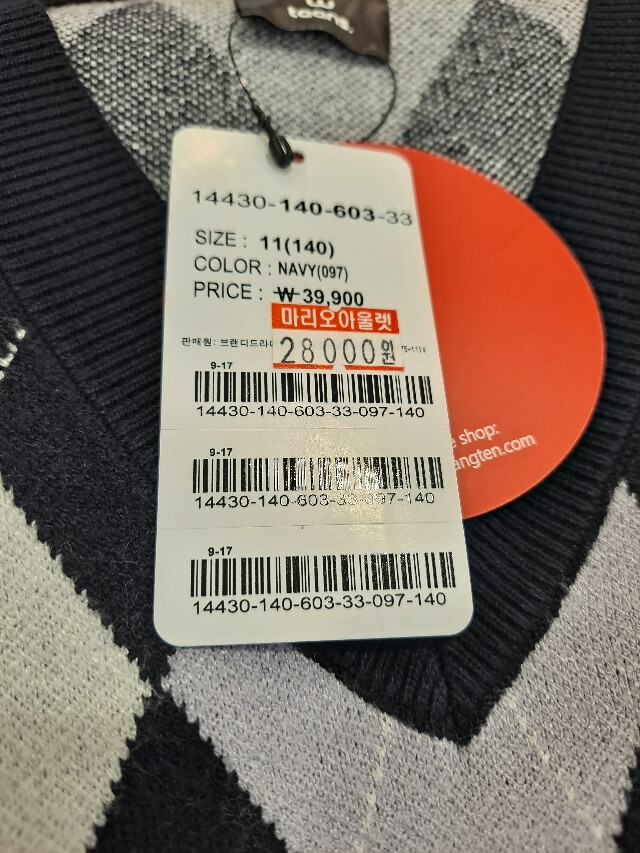 toons.
14430-140-603-33
SIZE : 11(140)
COLOR : NAVY(097)
PRICE : ₩ 39,900
마리오아울렛
판매원: 브랜디드라
28000원
9-17
14430-140-603-33-097-140
9-17
14430-140-603-33-097-140
9-17
14430-140-603-33-097-140
e shop:
angten.com